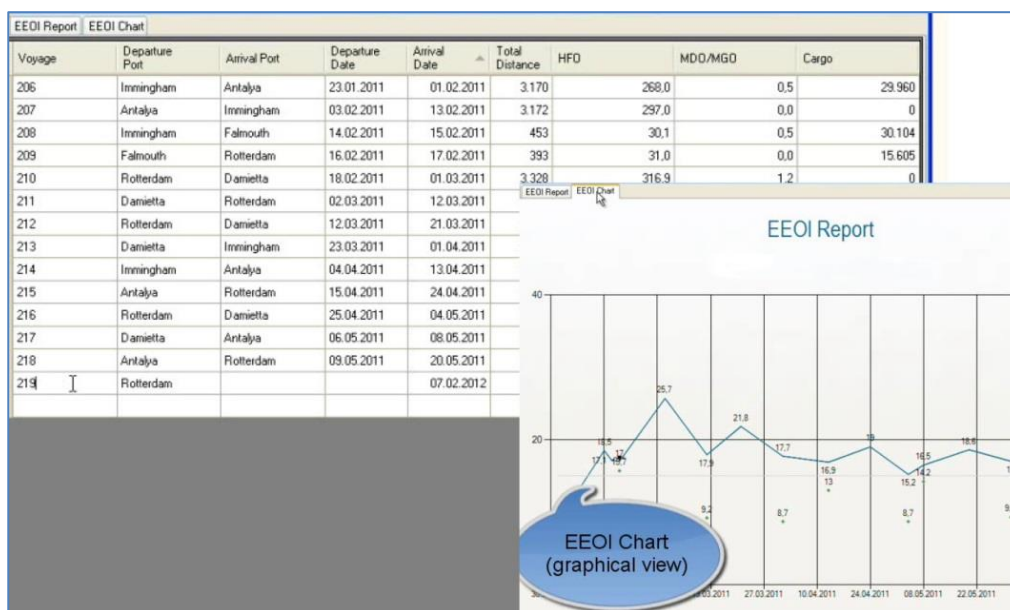 EEOI Report EEOI Chart
Voyage Departure Port Arrival Port Departure Date Arrival Date Total Distance HFO MDO/MGO Cargo
206 Immingham Antalya 23.01.2011 01.02.2011 3.170 268,0 0,5 29.960
207 Antalya Immingham 03.02.2011 13.02.2011 3.172 297,0 0,0 0
208 Immingham Falmouth 14.02.2011 15.02.2011 453 30,1 0,5 30.104
209 Falmouth Rotterdam 16.02.2011 17.02.2011 393 31,0 0,0 15.605
210 Rotterdam Damietta 18.02.2011 01.03.2011 3.328 316,9 1,2 0
211 Damietta Rotterdam 02.03.2011 12.03.2011
212 Rotterdam Damietta 12.03.2011 21.03.2011
213 Damietta Immingham 23.03.2011 01.04.2011
214 Immingham Antalya 04.04.2011 13.04.2011
215 Antalya Rotterdam 15.04.2011 24.04.2011
216 Rotterdam Damietta 25.04.2011 04.05.2011
217 Damietta Antalya 06.05.2011 08.05.2011
218 Antalya Rotterdam 09.05.2011 20.05.2011
219 Rotterdam 07.02.2012
EEOI Report EEOI Chart
EEOI Report
40
25,7
21,8
20
18,5 17 17,7 19 16,5 18,6
17,1 17,9 16,9 15,2 14,2
13
9,2 8,7 8,7
EEOI Chart
(graphical view)
27.03.2011 10.04.2011 24.04.2011 08.05.2011 22.05.2011